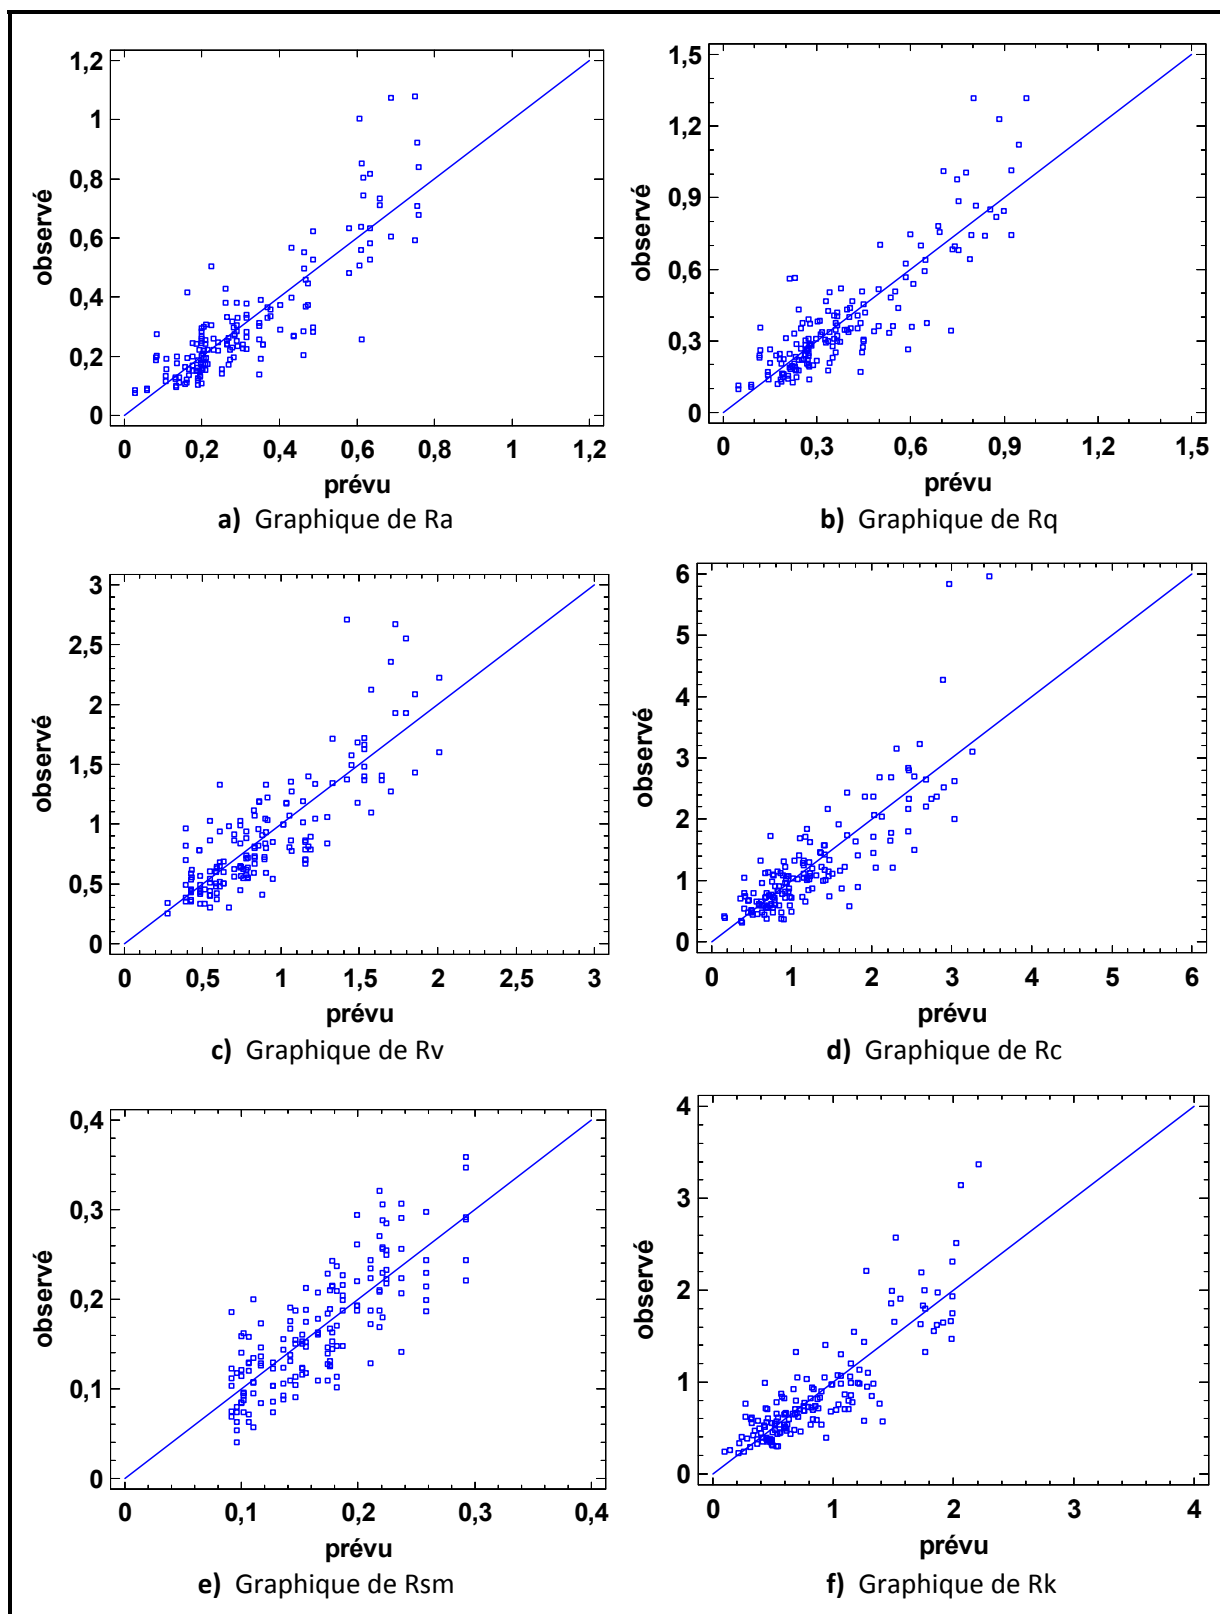 1,2
1
0,8
0,6
0,4
0,2
0
observé
0 0,2 0,4 0,6 0,8 1 1,2
prévu
a) Graphique de Ra
1,5
1,2
0,9
0,6
0,3
0
observé
0 0,3 0,6 0,9 1,2 1,5
prévu
b) Graphique de Rq
3
2,5
2
1,5
1
0,5
0
observé
0 0,5 1 1,5 2 2,5 3
prévu
c) Graphique de Rv
6
5
4
3
2
1
0
observé
0 1 2 3 4 5 6
prévu
d) Graphique de Rc
0,4
0,3
0,2
0,1
0
observé
0 0,1 0,2 0,3 0,4
prévu
e) Graphique de Rsm
4
3
2
1
0
observé
0 1 2 3 4
prévu
f) Graphique de Rk